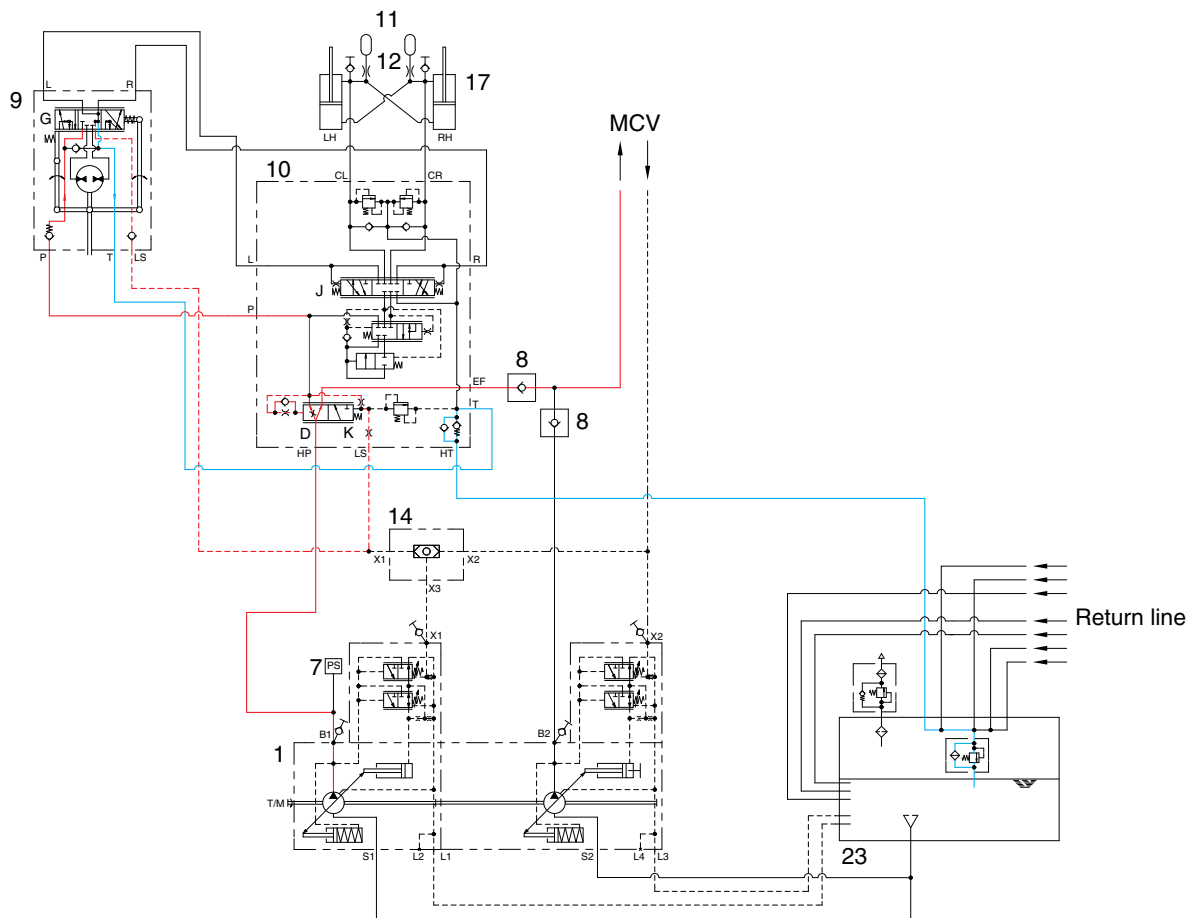 11
12
17
9
L
R
G
LH
RH
MCV
10
CL
CR
P
T
LS
L
R
J
P
8
EF
T
8
D
K
HP
LS
HT
14
X1
X2
X3
X1
X2
7
PS
Return line
B1
B2
1
T/M
S1
L2
L1
S2
L4
L3
23